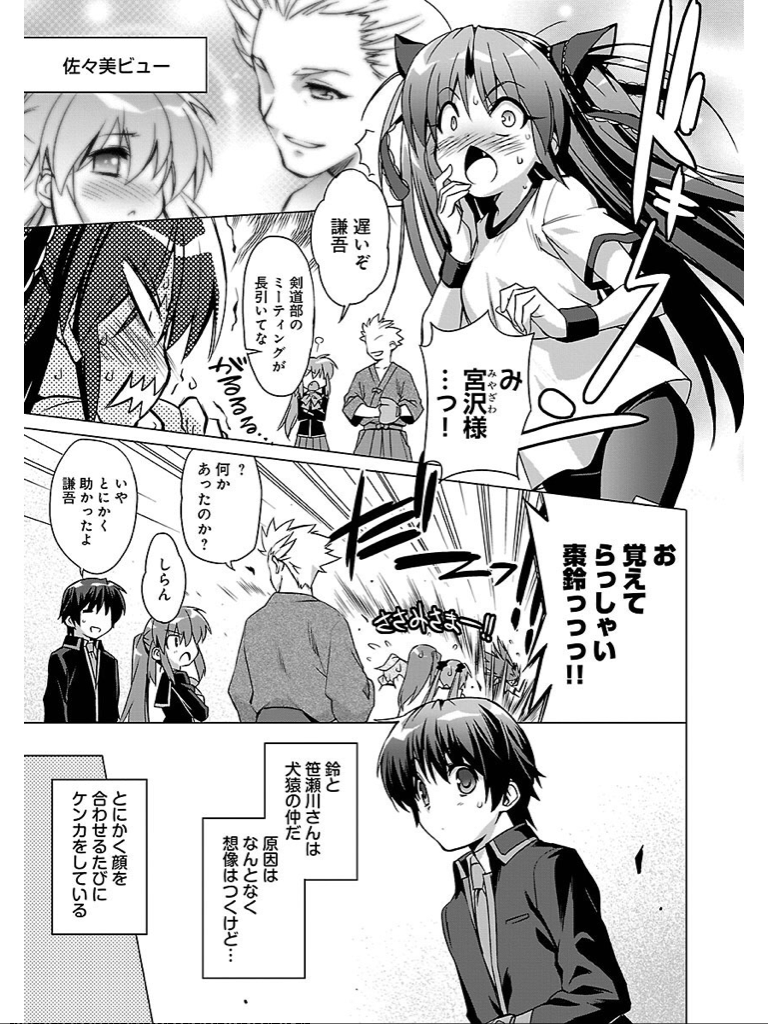 佐々美ビュー
ドキーン
み
宮沢様
みやざわ
…っ！
遅いぞ
謙吾
剣道部の
ミーティングが
長引いてな
お
覚えて
らっしゃい
棗鈴っっっ!!
ささみさまーー!!
？
何か
あったのか？
しらん
いや
とにかく
助かったよ
謙吾
鈴と
笹瀬川さんは
犬猿の仲だ
原因は
なんとなく
想像はつくけど…
とにかく顔を
合わせるたびに
ケンカをしている